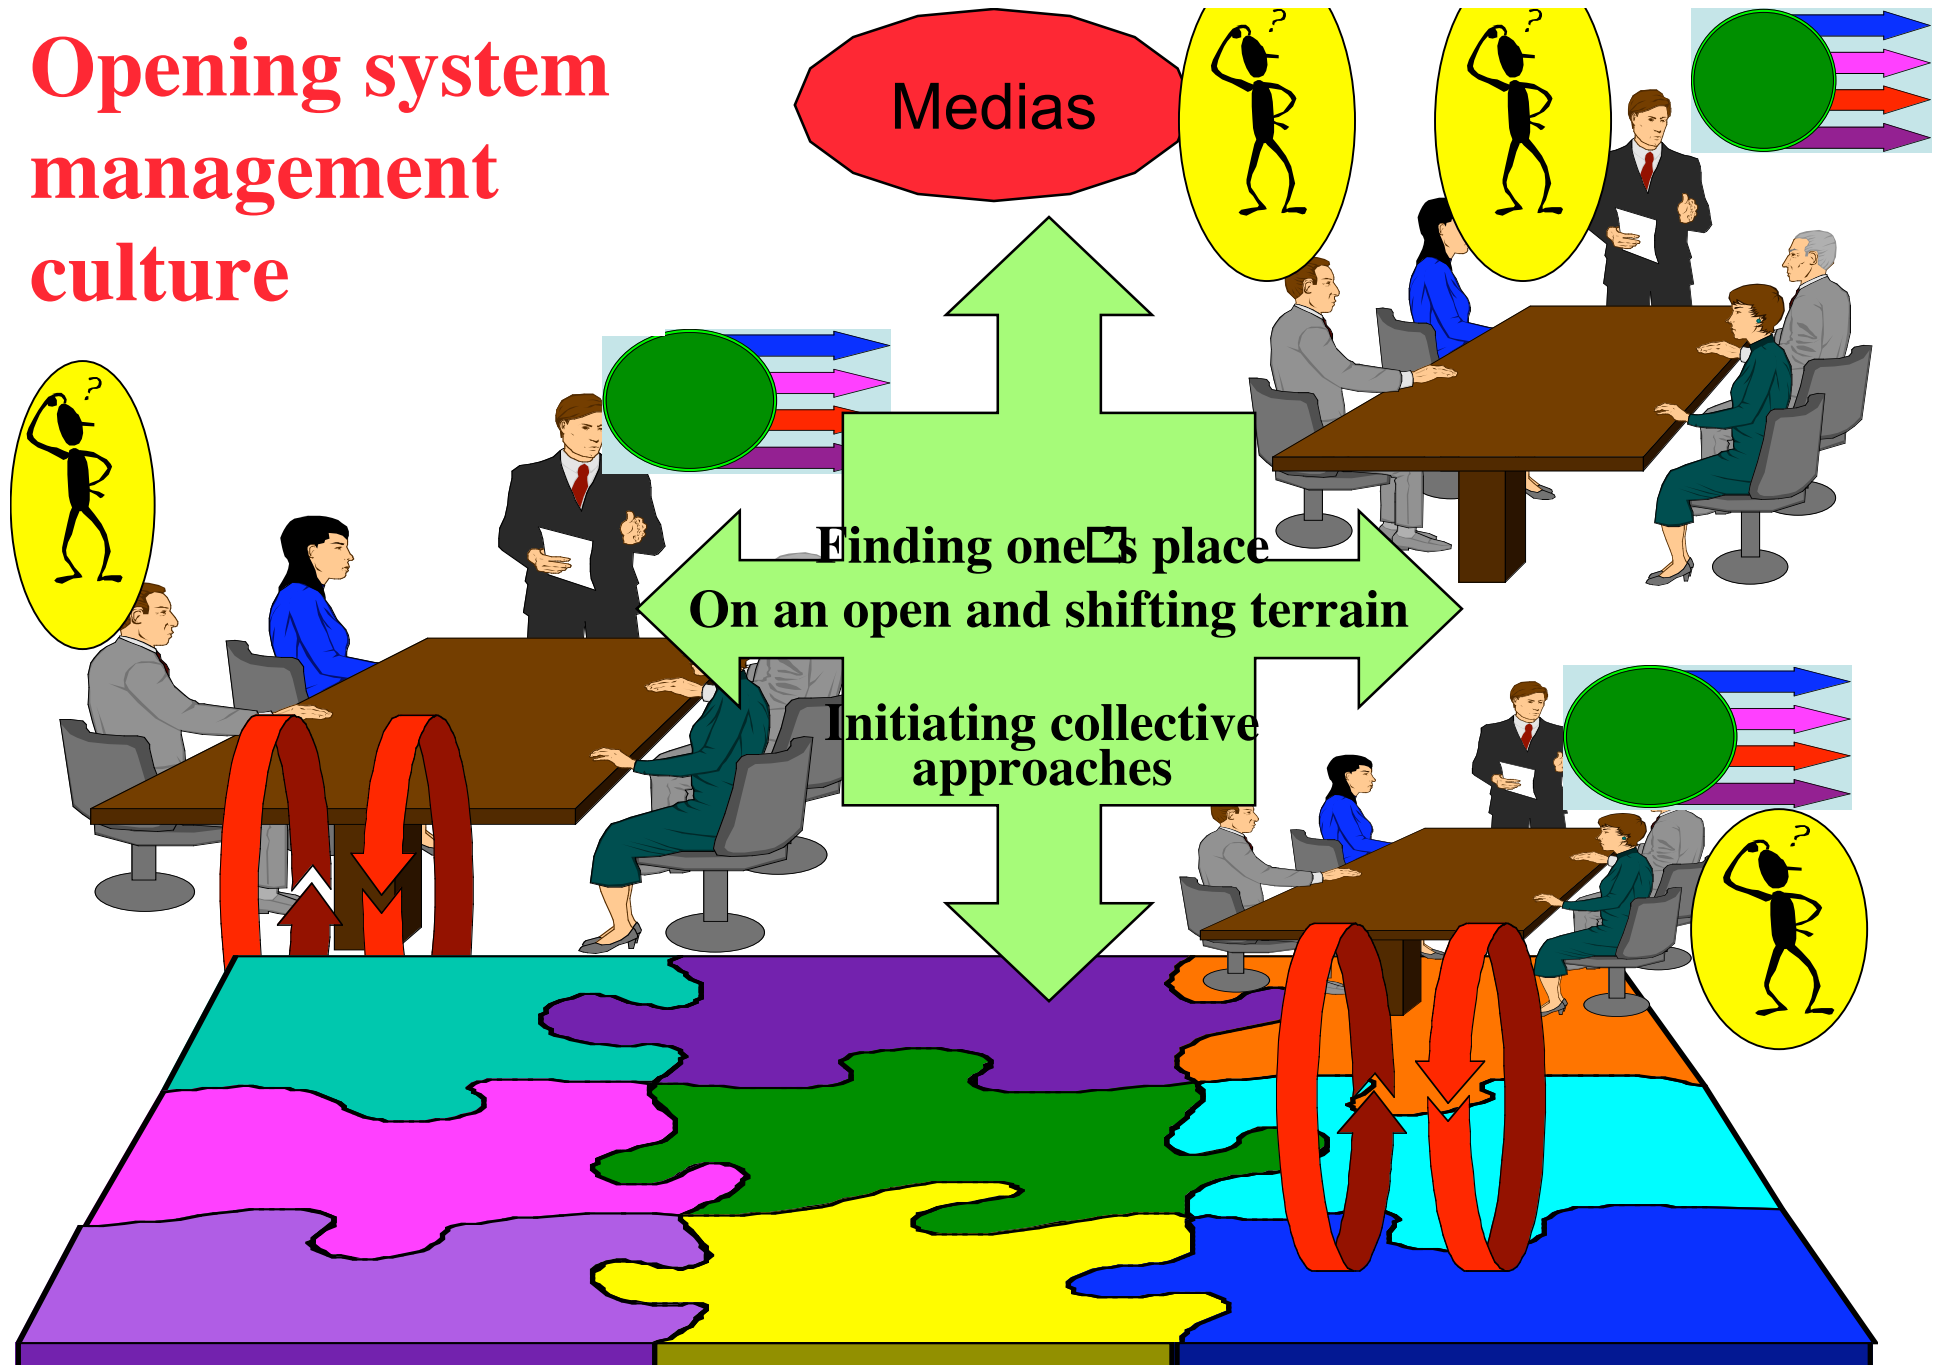 Opening system
management
culture
Medias
?
?
?
Finding one□’s place
On an open and shifting terrain
Initiating collective
approaches
?